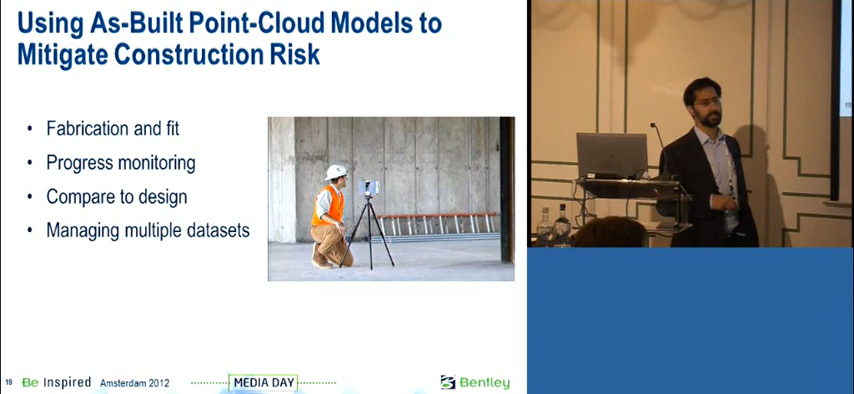 Using As-Built Point-Cloud Models to
Mitigate Construction Risk
• Fabrication and fit
• Progress monitoring
• Compare to design
• Managing multiple datasets
19 Be Inspired Amsterdam 2012 MEDIA DAY Bentley